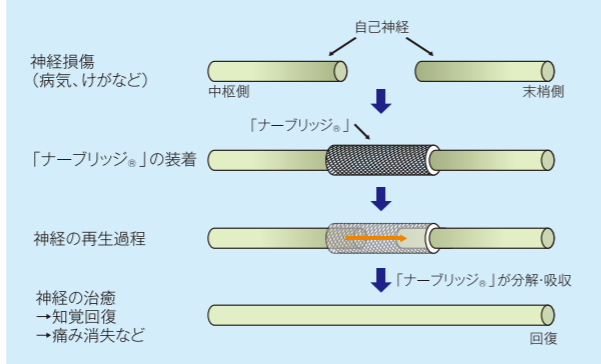 自己神経
神経損傷
（病気、けがなど）
中枢側
末梢側
「ナーブリッジ®」
「ナーブリッジ®」の装着
神経の再生過程
「ナーブリッジ®」が分解・吸収
神経の治癒
→知覚回復
→痛み消失など
回復